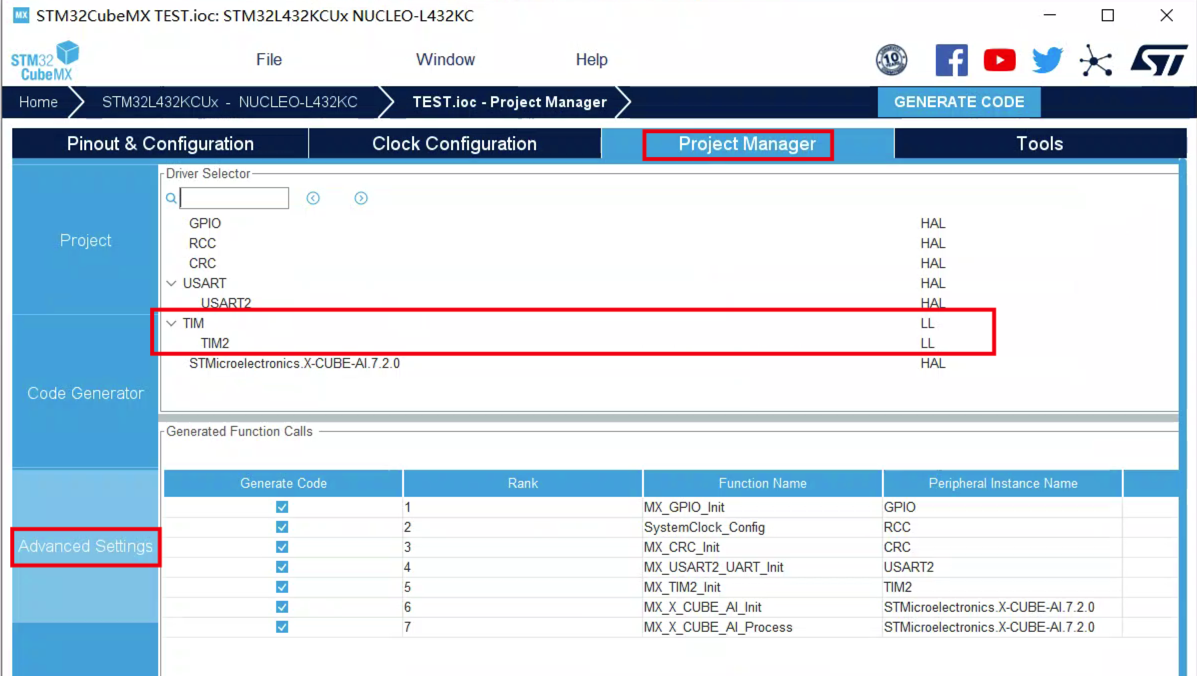 MX STM32CubeMX TEST.ioc: STM32L432KCUx NUCLEO-L432KC
STM32 CubeMX
File Window Help
10
Home STM32L432KCUx - NUCLEO-L432KC TEST.ioc - Project Manager GENERATE CODE
Pinout & Configuration Clock Configuration Project Manager Tools
Project
Code Generator
Advanced Settings
Driver Selector
GPIO HAL
RCC HAL
CRC HAL
USART HAL
USART2 HAL
TIM LL
TIM2 LL
STMicroelectronics.X-CUBE-AI.7.2.0 HAL
Generated Function Calls
Generate Code Rank Function Name Peripheral Instance Name
1 MX_GPIO_Init GPIO
2 SystemClock_Config RCC
3 MX_CRC_Init CRC
4 MX_USART2_UART_Init USART2
5 MX_TIM2_Init TIM2
6 MX_X_CUBE_AI_Init STMicroelectronics.X-CUBE-AI.7.2.0
7 MX_X_CUBE_AI_Process STMicroelectronics.X-CUBE-AI.7.2.0